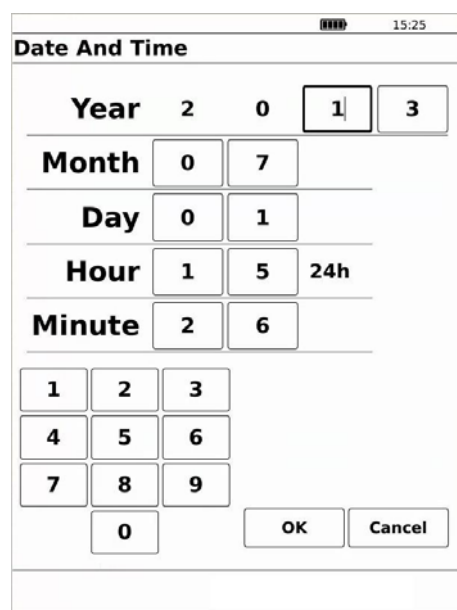 15:25
Date And Time
Year 2 0 1 3
Month 0 7
Day 0 1
Hour 1 5 24h
Minute 2 6
1 2 3
4 5 6
7 8 9
0 OK Cancel